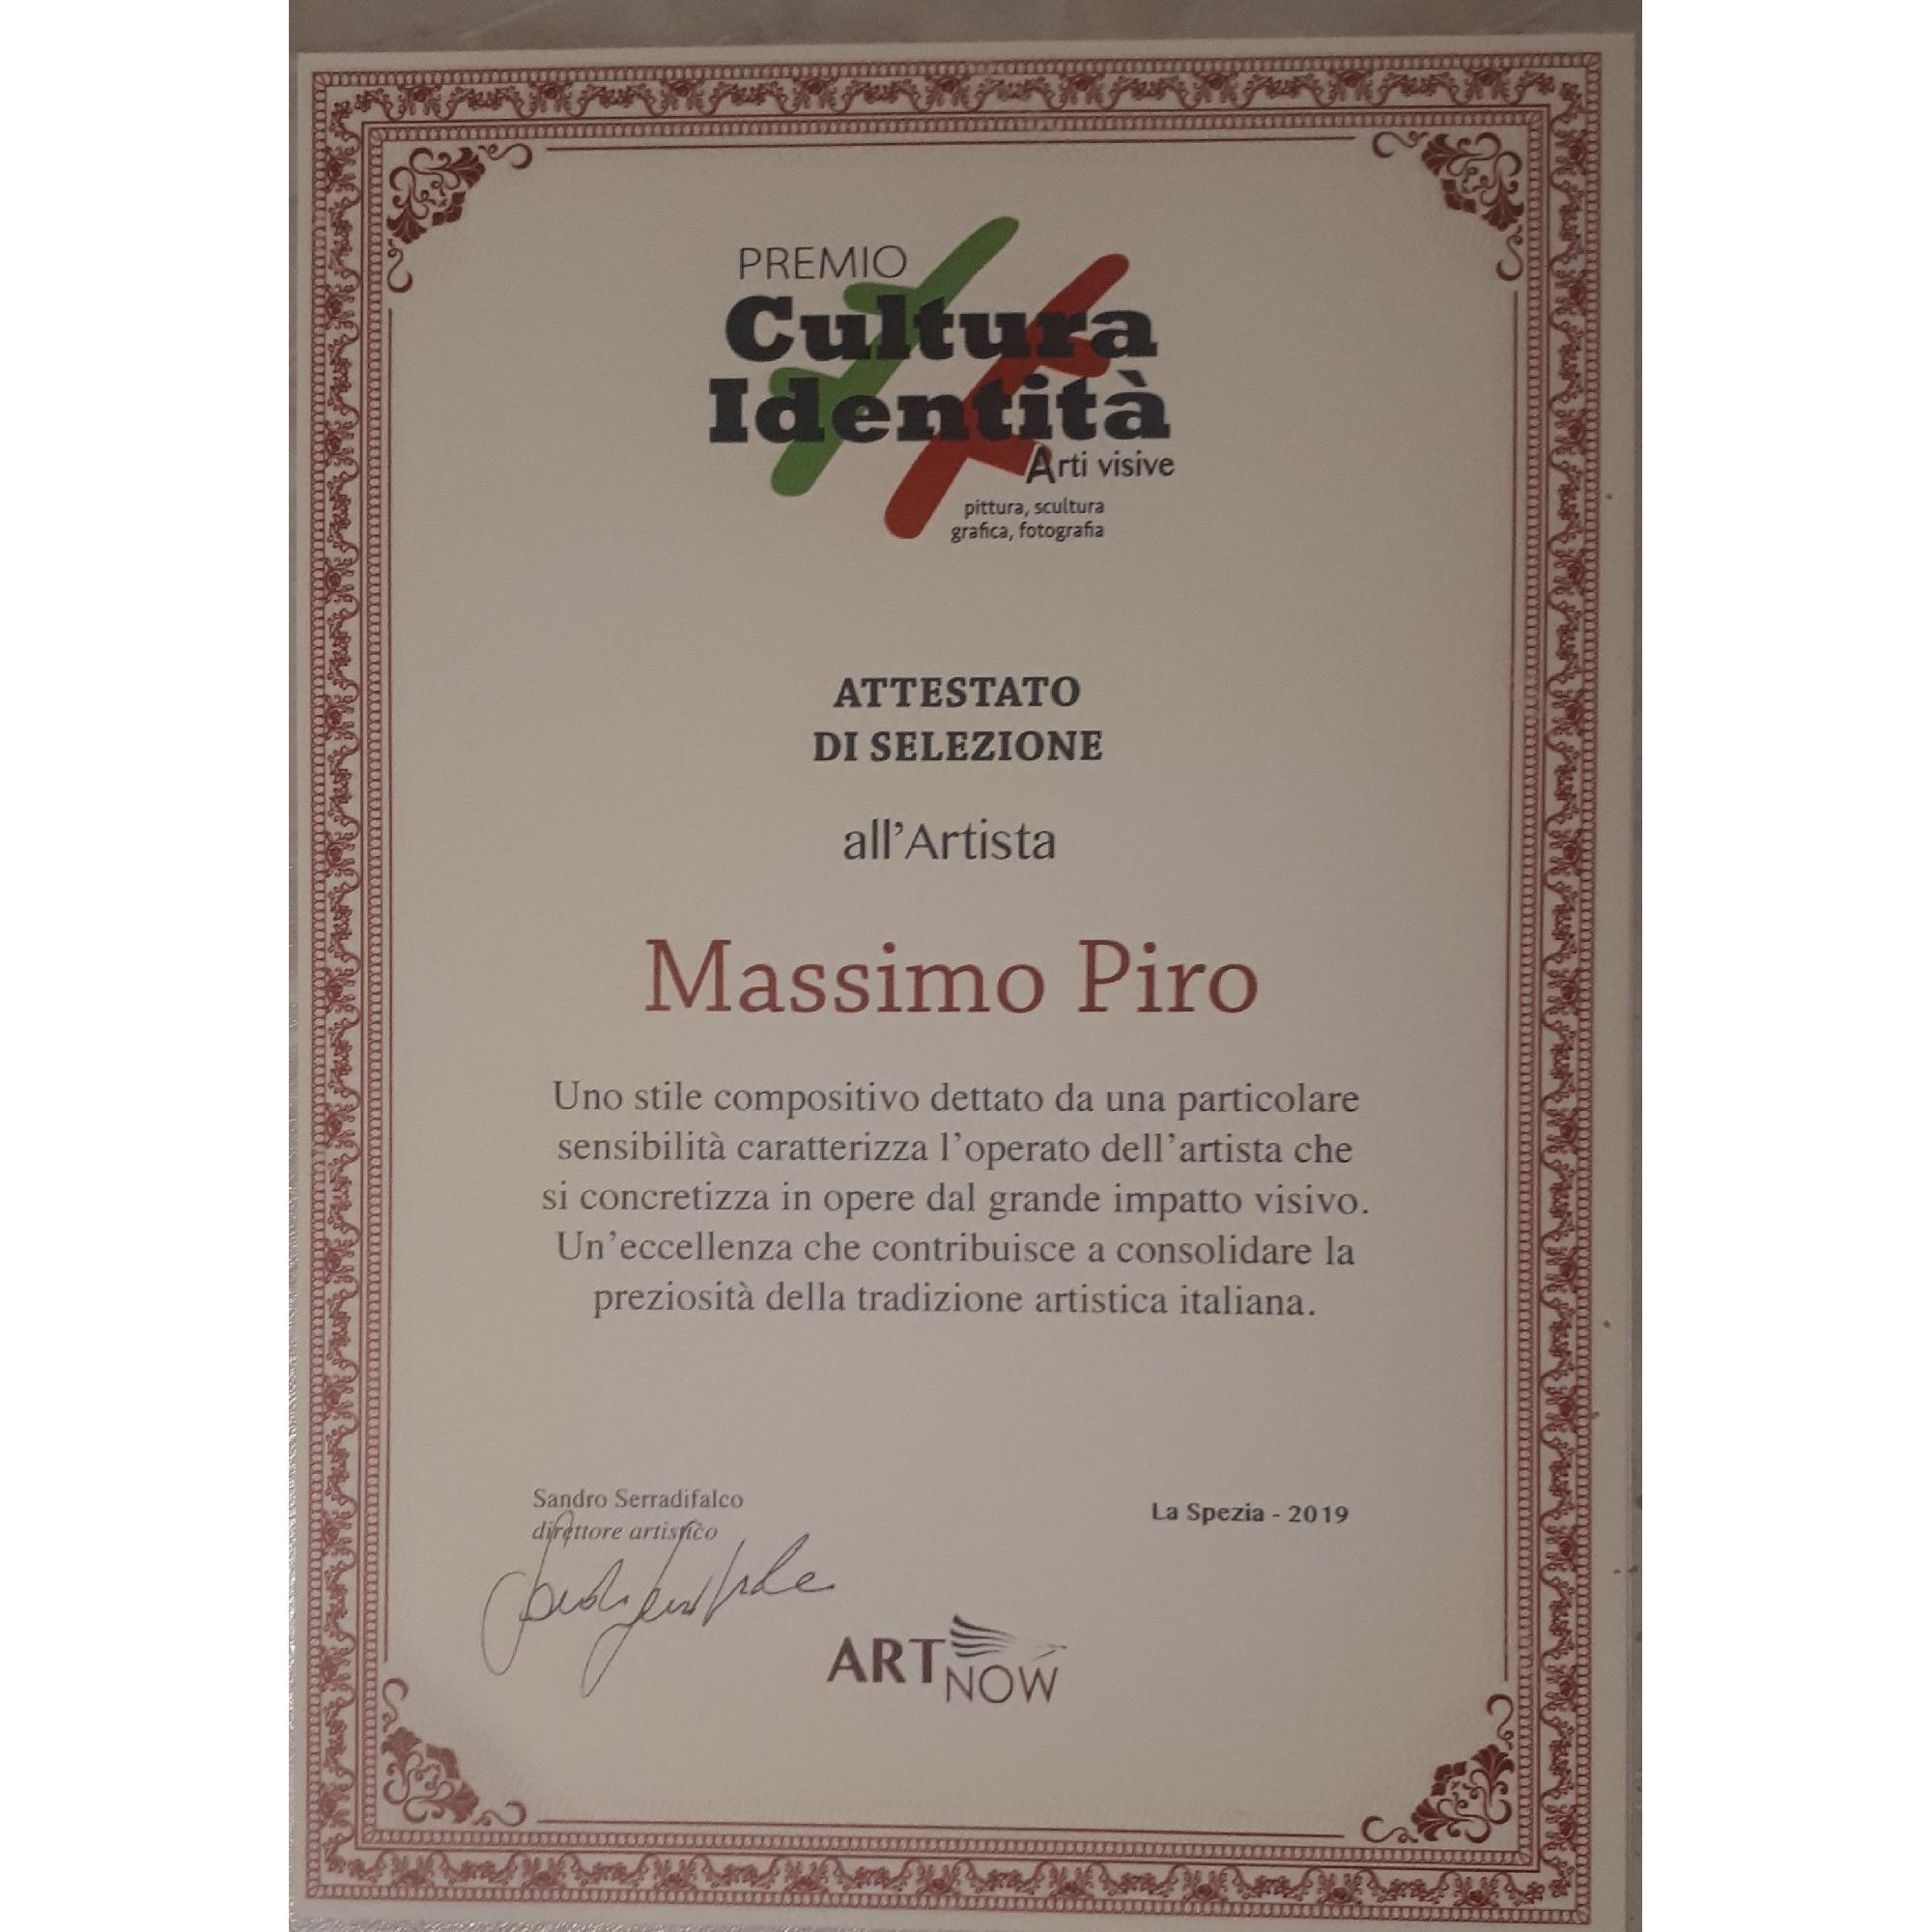 PREMIO
Cultura
Identità
Arti visive
pittura, scultura
grafica, fotografia
ATTESTATO
DI SELEZIONE
all'Artista
Massimo Piro
Uno stile compositivo dettato da una particolare
sensibilità caratterizza l'operato dell'artista che
si concretizza in opere dal grande impatto visivo.
Un'eccellenza che contribuisce a consolidare la
preziosità della tradizione artistica italiana.
Sandro Serradifalco
direttore artistico
La Spezia - 2019
ART
NOW